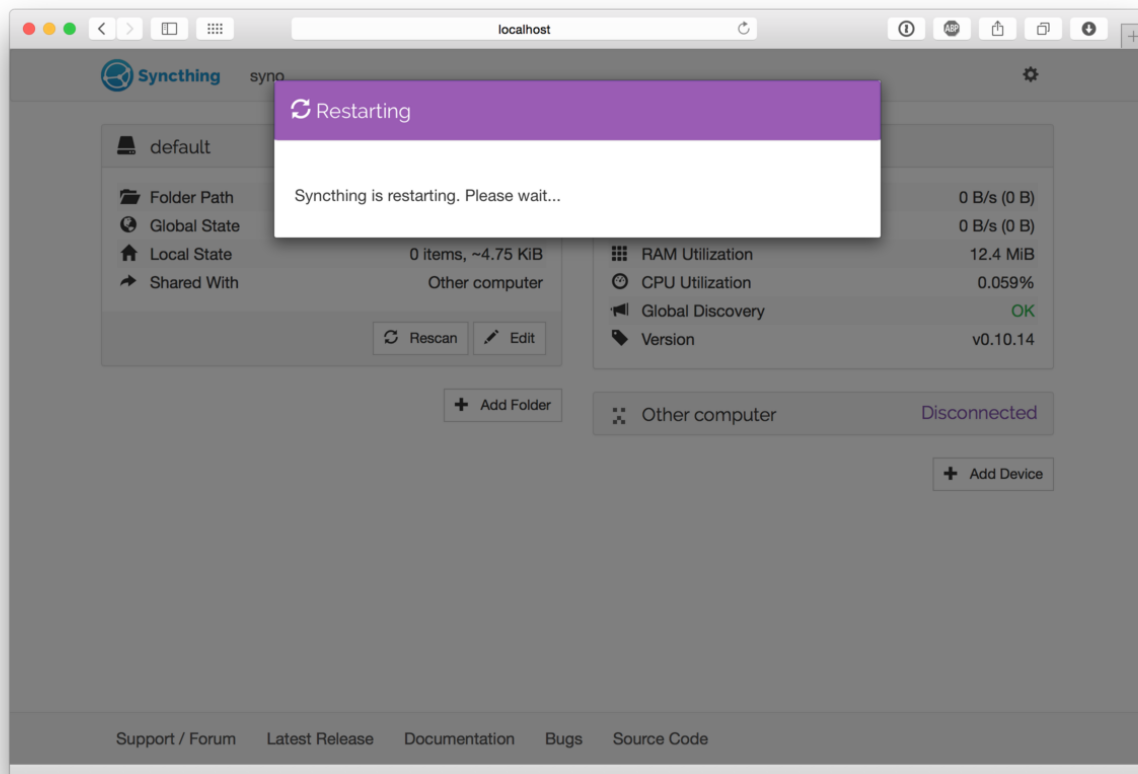 localhost
ABP
Syncthing syno
Restarting
Syncthing is restarting. Please wait...
default
Folder Path
Global State
Local State 0 items, ~4.75 KiB
Shared With Other computer
Rescan Edit
Add Folder
0 B/s (0 B)
0 B/s (0 B)
RAM Utilization 12.4 MiB
CPU Utilization 0.059%
Global Discovery OK
Version v0.10.14
Other computer Disconnected
Add Device
Support / Forum Latest Release Documentation Bugs Source Code